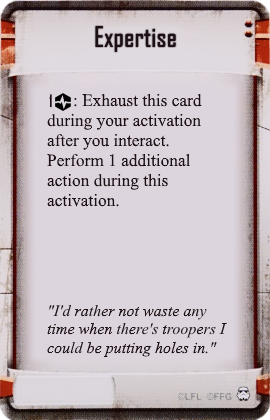 Expertise
1: Exhaust this card
during your activation
after you interact.
Perform 1 additional
action during this
activation.
"I'd rather not waste any
time when there's troopers I
could be putting holes in."
©LFL ©FFG